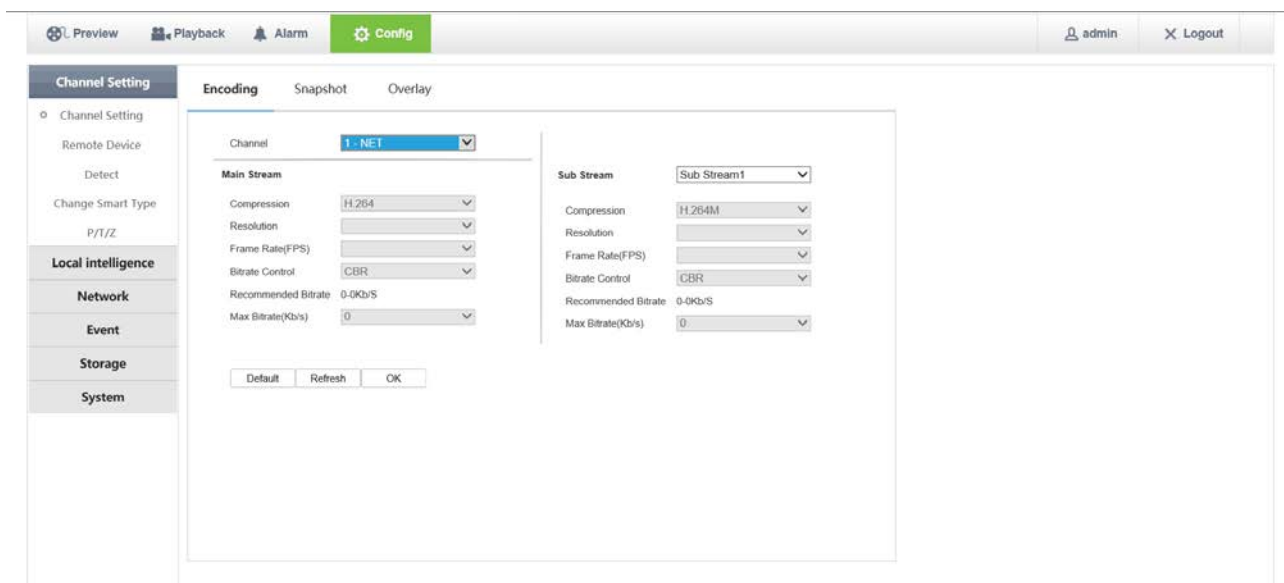 Preview Playback Alarm Config admin Logout
Channel Setting
Channel Setting
Remote Device
Detect
Change Smart Type
P/T/Z
Local intelligence
Network
Event
Storage
System
Encoding Snapshot Overlay
Channel 1 - NET
Main Stream
Compression H.264
Resolution
Frame Rate(FPS)
Bitrate Control CBR
Recommended Bitrate 0-0Kb/S
Max Bitrate(Kb/s) 0
Sub Stream Sub Stream1
Compression H.264M
Resolution
Frame Rate(FPS)
Bitrate Control CBR
Recommended Bitrate 0-0Kb/S
Max Bitrate(Kb/s) 0
Default Refresh OK